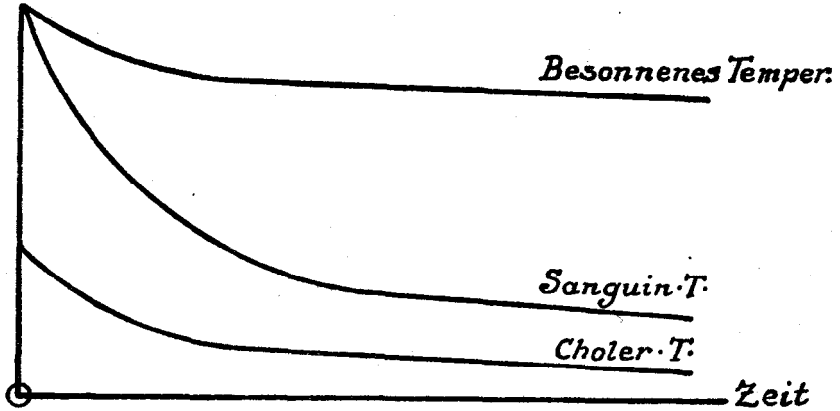 Besonnenes Temper.
Sanguin. T.
Choler. T.
Zeit